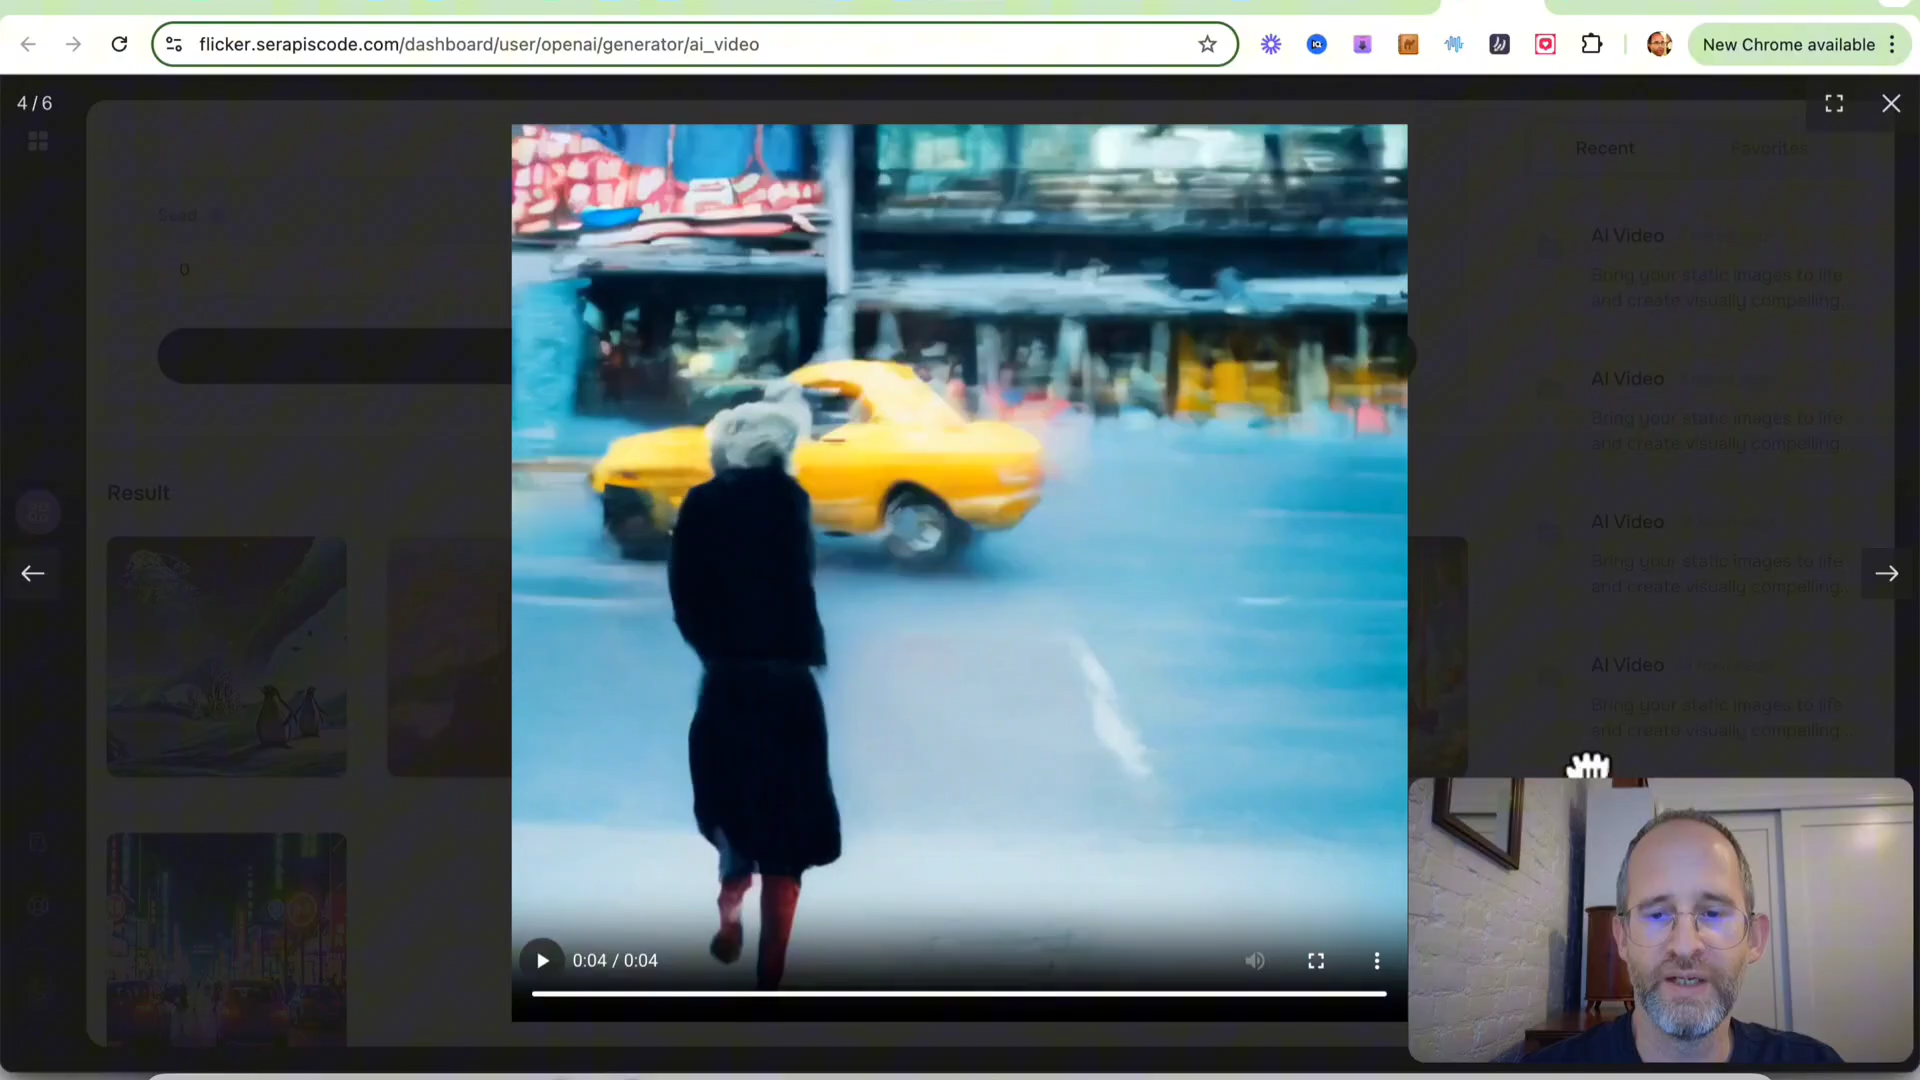 flicker.serapiscode.com/dashboard/user/openai/generator/ai_video
New Chrome available
4 / 6
Recent
Favorites
Seed
0
AI Video
Bring your static images to life
and create visually compelling...
AI Video
Bring your static images to life
and create visually compelling...
Result
AI Video
Bring your static images to life
and create visually compelling...
AI Video
Bring your static images to life
and create visually compelling...
0:04 / 0:04